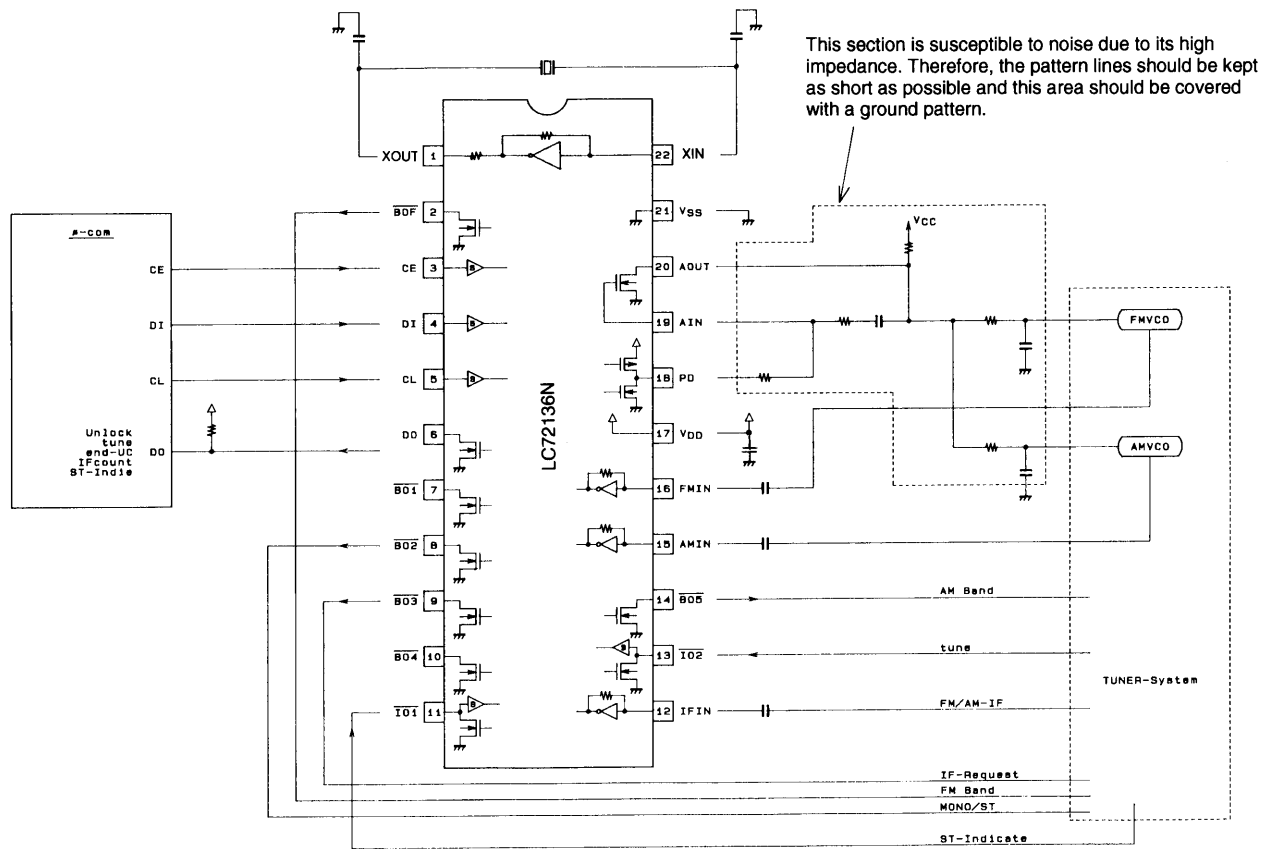 This section is susceptible to noise due to its high
impedance. Therefore, the pattern lines should be kept
as short as possible and this area should be covered
with a ground pattern.
XOUT 1
22 XIN
BOF 2
21 VSS
μ-com
VCC
CE
CE 3
S
20 AOUT
DI
DI 4
S
19 AIN
FMVCO
CL
CL 5
S
18 PD
LC72136N
17 VDD
Unlock
tune
end-UC
IFcount
ST-Indie
DO
DO 6
AMVCO
BO1 7
16 FMIN
BO2 8
15 AMIN
BO3 9
14 BO5
AM Band
BO4 10
S
13 IO2
tune
TUNER-System
IO1 11
S
12 IFIN
FM/AM-IF
IF-Request
FM Band
MONO/ST
ST-Indicate